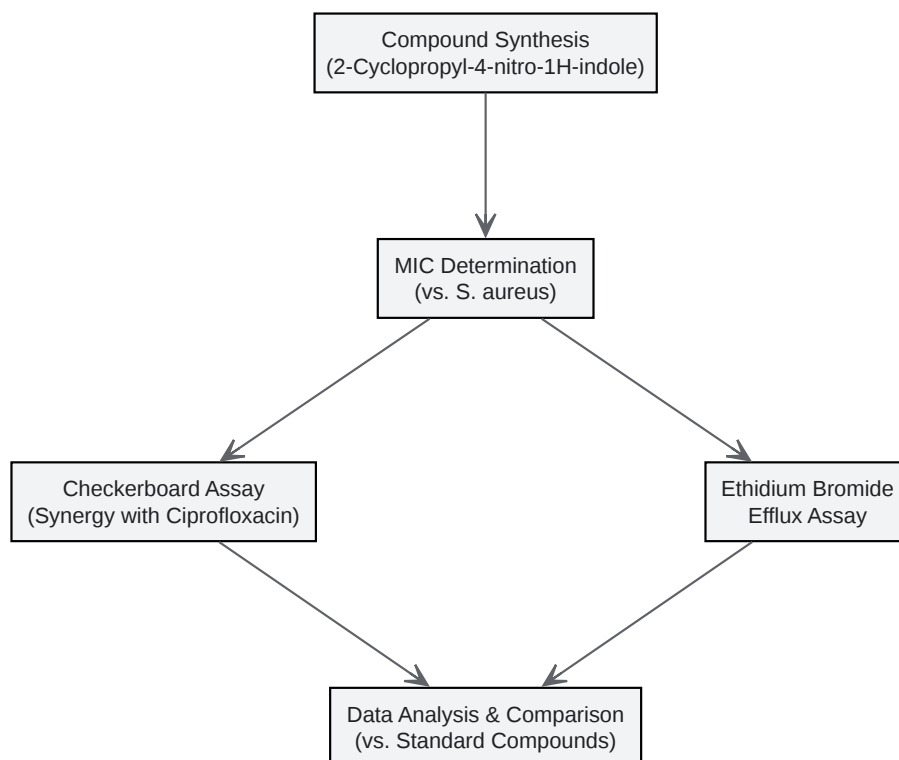 Compound Synthesis
(2-Cyclopropyl-4-nitro-1H-indole)
MIC Determination
(vs. S. aureus)
Checkerboard Assay
(Synergy with Ciprofloxacin)
Ethidium Bromide
Efflux Assay
Data Analysis & Comparison
(vs. Standard Compounds)